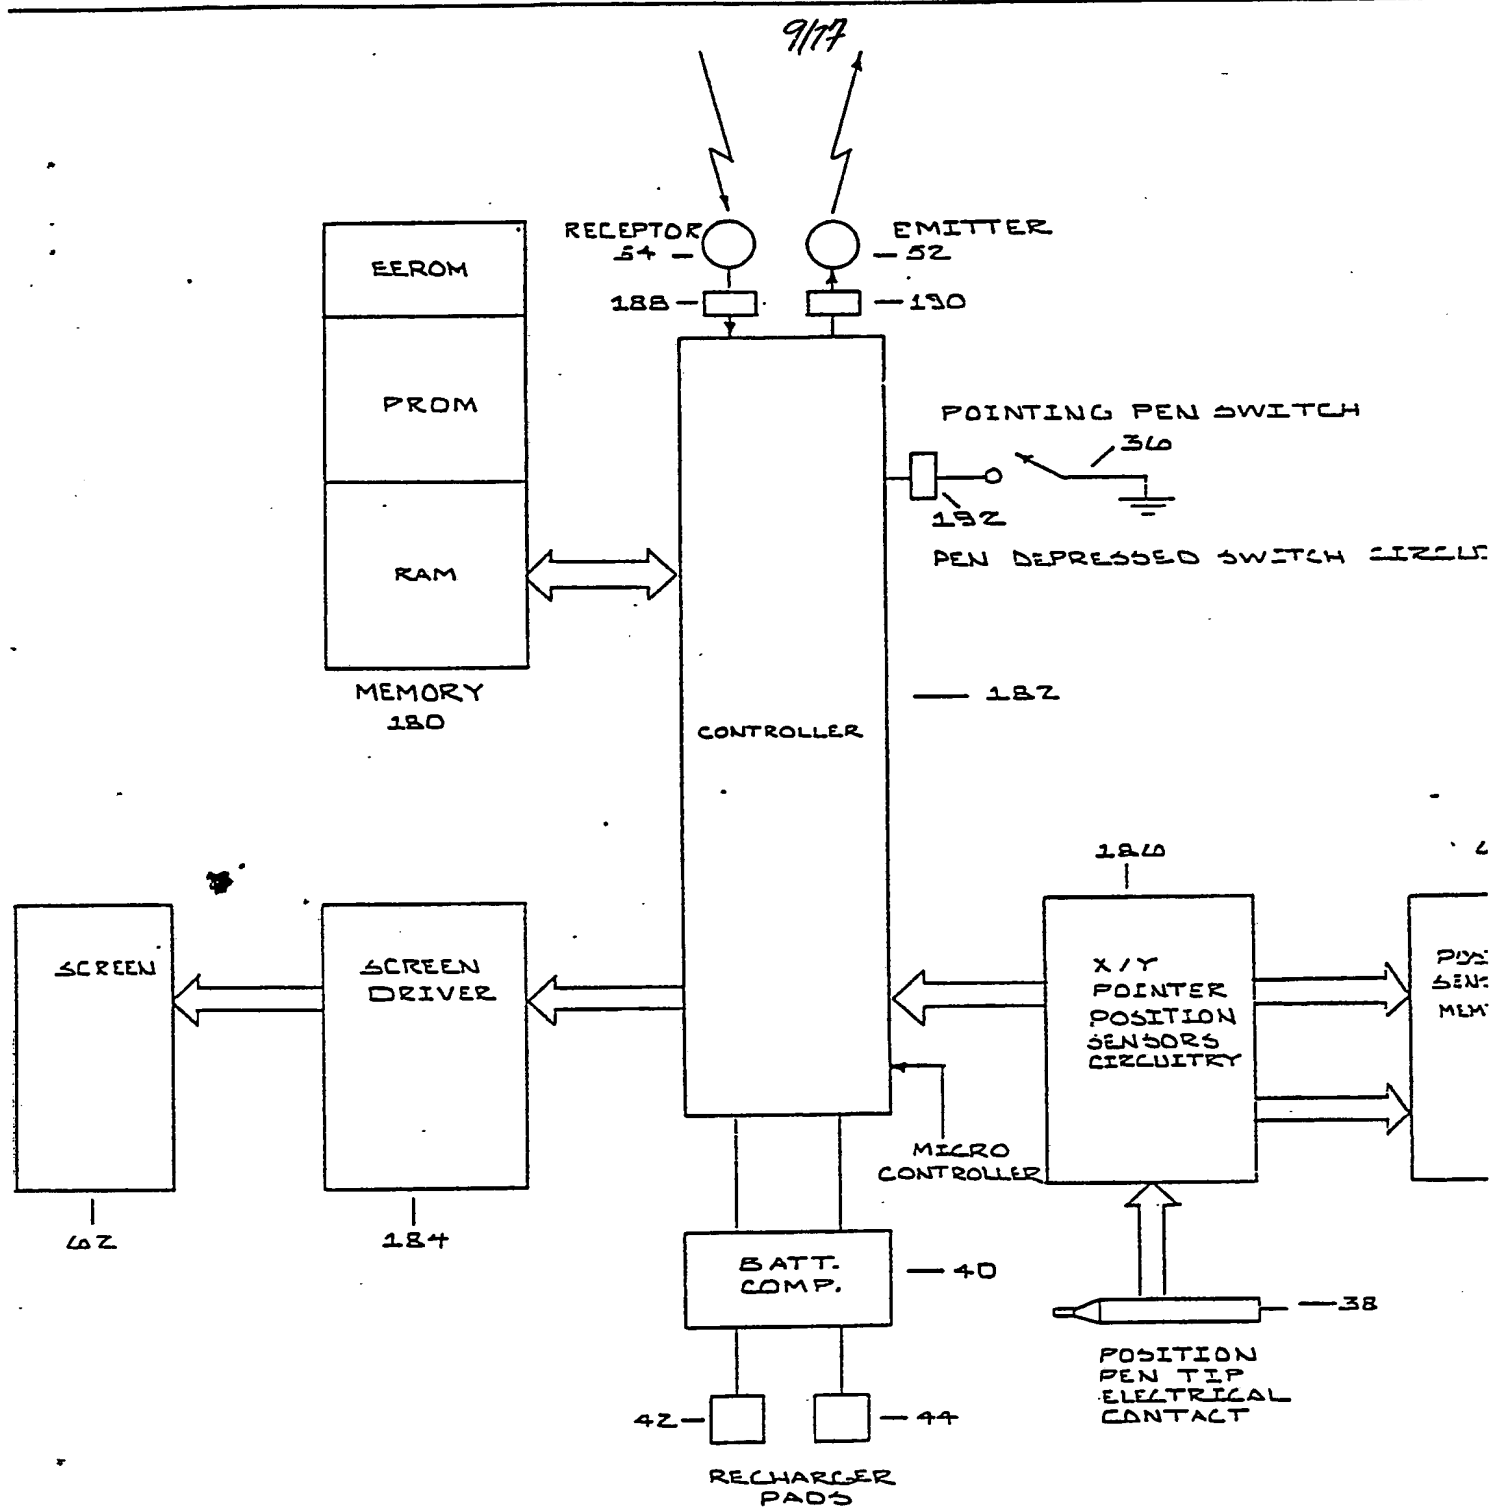 9/17
RECEPTOR
54
EMITTER
52
188
190
EEROM
PROM
RAM
MEMORY
180
POINTING PEN SWITCH
36
192
PEN DEPRESSED SWITCH
182
CONTROLLER
186
SCREEN
SCREEN
DRIVER
X/Y
POINTER
POSITION
SENSORS
CIRCUITRY
MICRO
CONTROLLER
62
184
BATT.
COMP.
40
38
POSITION
PEN TIP
ELECTRICAL
CONTACT
42
44
RECHARGER
PADS